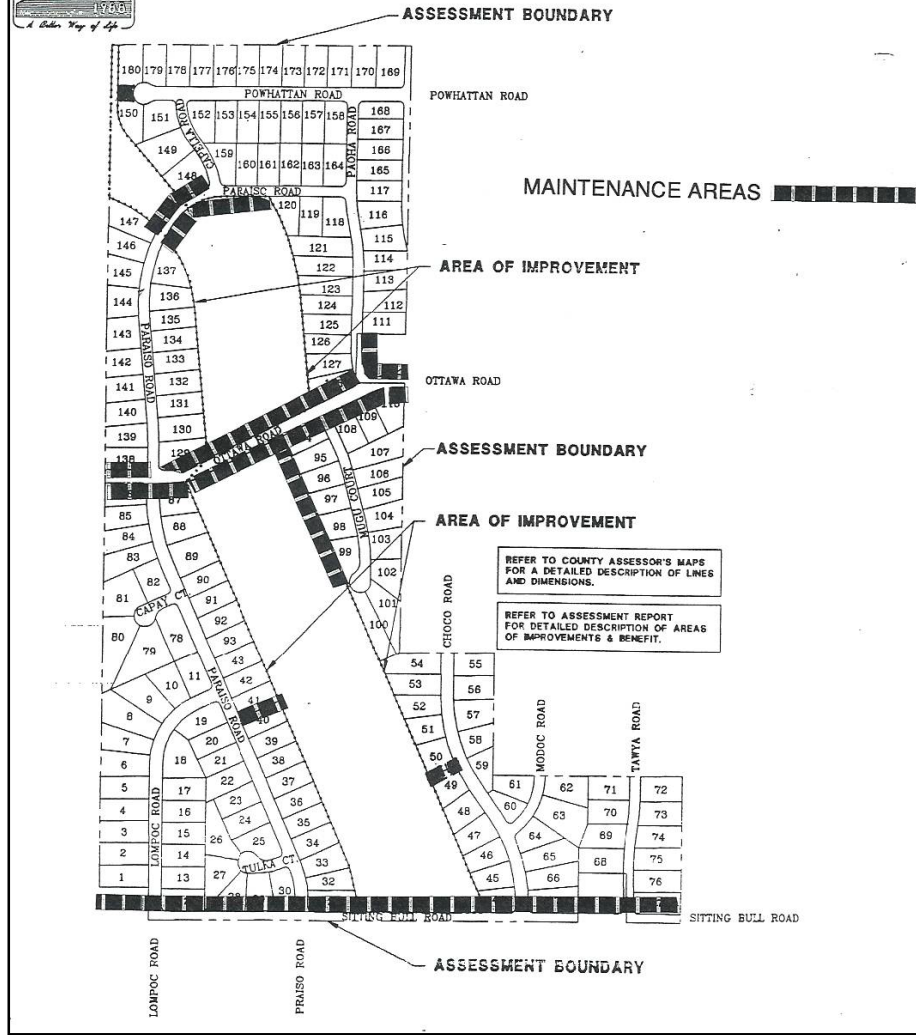 1988
A Better Way of Life
ASSESSMENT BOUNDARY
180 179 178 177 176 175 174 173 172 171 170 169
POWHATTAN ROAD
POWHATTAN ROAD
150 151 152 153 154 155 156 157 158 168
167
CAPELLA ROAD
PAOHA ROAD
149 159 166
160 161 162 163 164 165
148
PARAISC ROAD
117
MAINTENANCE AREAS
147 120 119 118 116
146 115
121
145 137 122 114
AREA OF IMPROVEMENT
136 123 113
144 124 112
135 125 111
143 134 126
PARAISO ROAD
142 133 127
141 132
OTTAWA ROAD
140 131
109
139 130 108
138 129
OTTAWA ROAD
107
ASSESSMENT BOUNDARY
95
96 106
MUGU COURT
97 105
87
85 88 98 104
AREA OF IMPROVEMENT
84 103
83 89 99
82 90 102
81
CAPAY CT.
91 101
REFER TO COUNTY ASSESSOR'S MAPS
FOR A DETAILED DESCRIPTION OF LINES
AND DIMENSIONS.
REFER TO ASSESSMENT REPORT
FOR DETAILED DESCRIPTION OF AREAS
OF IMPROVEMENTS & BENEFIT.
CHOCO ROAD
80 78 92 100
79 93
43 54 55
11 42 53 56
10
9 41 52 57
PARAISO ROAD
8 19 40 51 58
7 20 39 50 59
6 18 21 38 49
MODOC ROAD
TAWYA ROAD
5 17 22 37 48 61 62 71 72
4 16 23 36 60 63 70 73
LOMPOC ROAD
3 15 24 35 47 64 69 74
2 14 26 25 34 46 65 68 75
TULKA CT.
1 13 27 30 33 45 66 76
32
SITTING BULL ROAD
SITTING BULL ROAD
LOMPOC ROAD
PRAISO ROAD
ASSESSMENT BOUNDARY